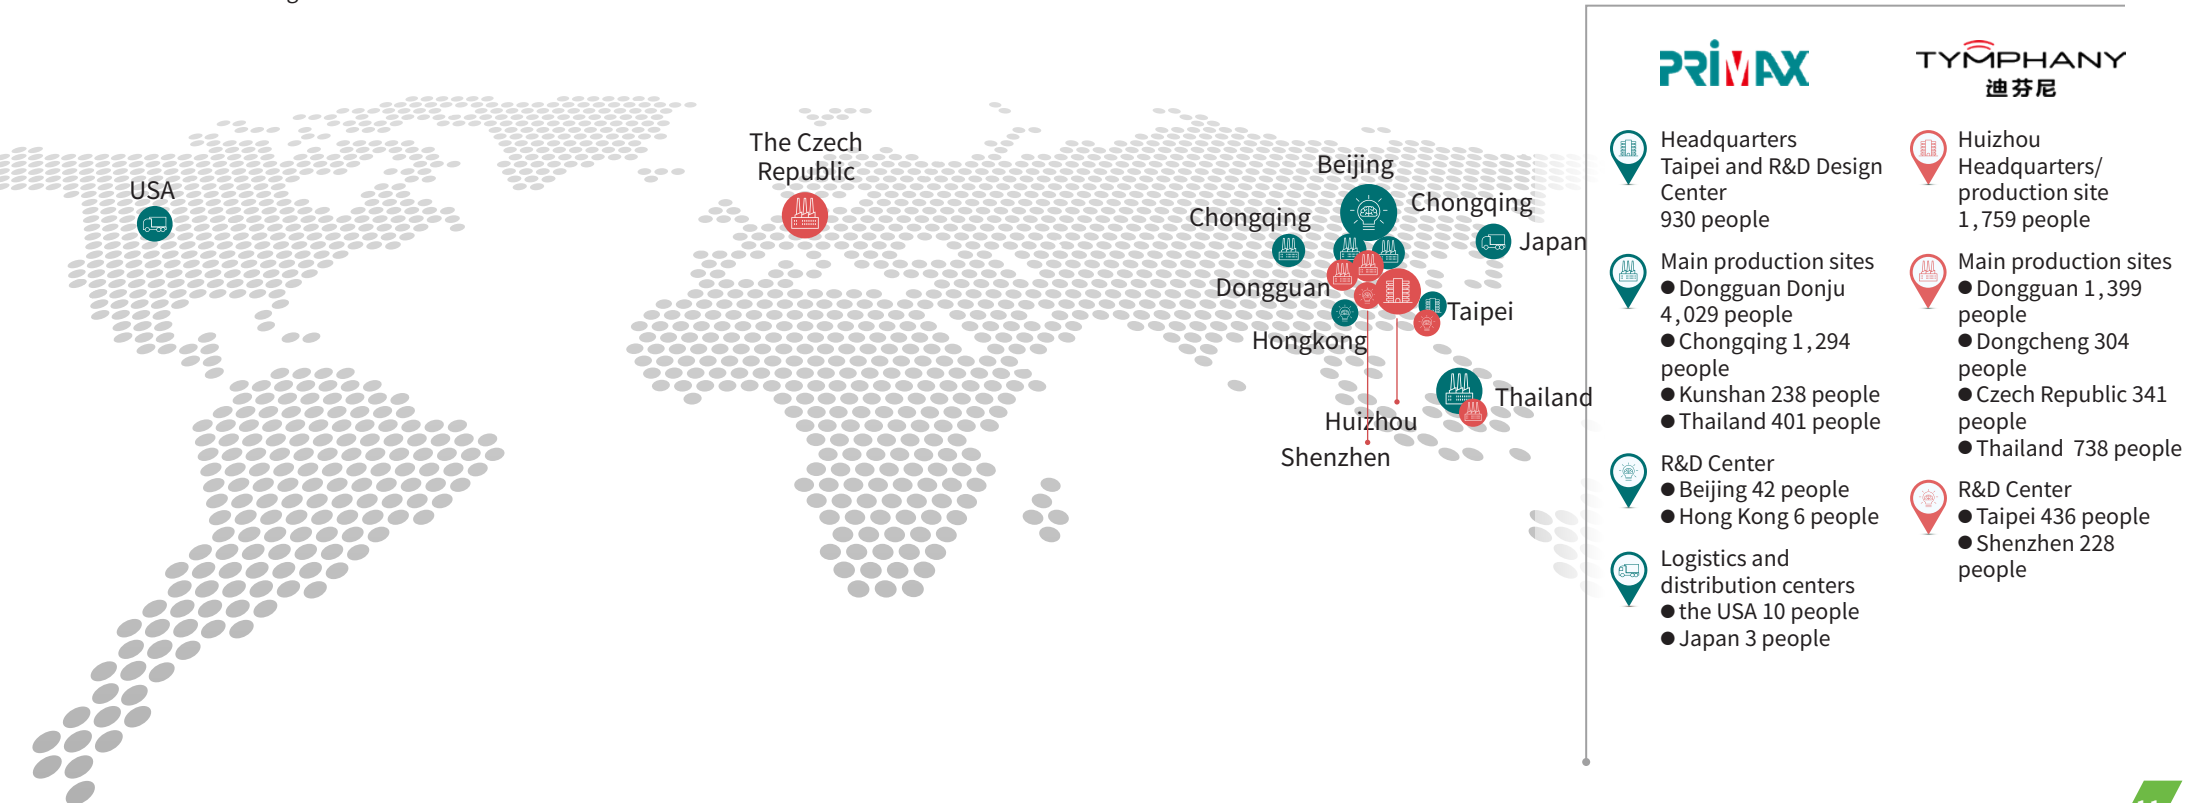 USA
The Czech
Republic
Beijing
Chongqing
Chongqing
Japan
Dongguan
Taipei
Hongkong
Thailand
Huizhou
Shenzhen
PRIMAX
Headquarters
Taipei and R&D Design
Center
930 people
Main production sites
● Dongguan Donju
4,029 people
● Chongqing 1,294
people
● Kunshan 238 people
● Thailand 401 people
R&D Center
● Beijing 42 people
● Hong Kong 6 people
Logistics and
distribution centers
● the USA 10 people
● Japan 3 people
TYMPHANY
迪芬尼
Huizhou
Headquarters/
production site
1,759 people
Main production sites
● Dongguan 1,399
people
● Dongcheng 304
people
● Czech Republic 341
people
● Thailand 738 people
R&D Center
● Taipei 436 people
● Shenzhen 228
people